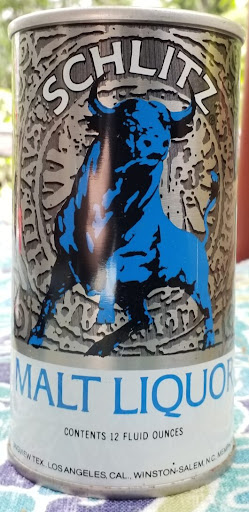 SCHLITZ
MALT LIQUOR
CONTENTS 12 FLUID OUNCES
TEX., LOS ANGELES, CAL., WINSTON-SALEM, N.C.